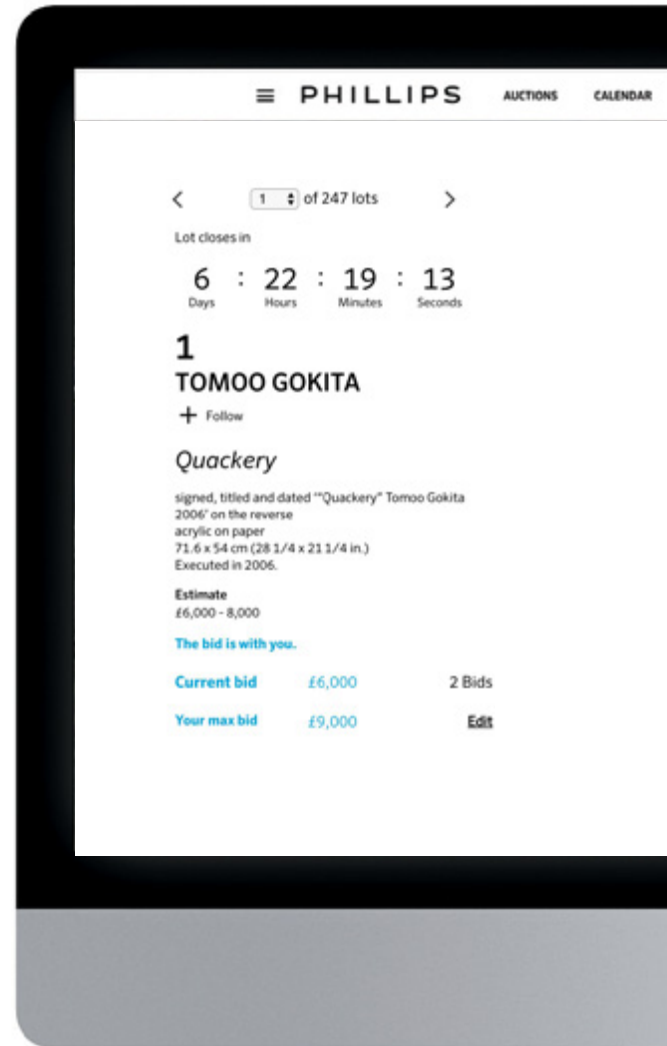 PHILLIPS AUCTIONS CALENDAR
1 of 247 lots
Lot closes in
6 : 22 : 19 : 13
Days Hours Minutes Seconds
1
TOMOO GOKITA
+ Follow
Quackery
signed, titled and dated '"Quackery" Tomoo Gokita
2006' on the reverse
acrylic on paper
71.6 x 54 cm (28 1/4 x 21 1/4 in.)
Executed in 2006.
Estimate
£6,000 - 8,000
The bid is with you.
Current bid £6,000 2 Bids
Your max bid £9,000 Edit